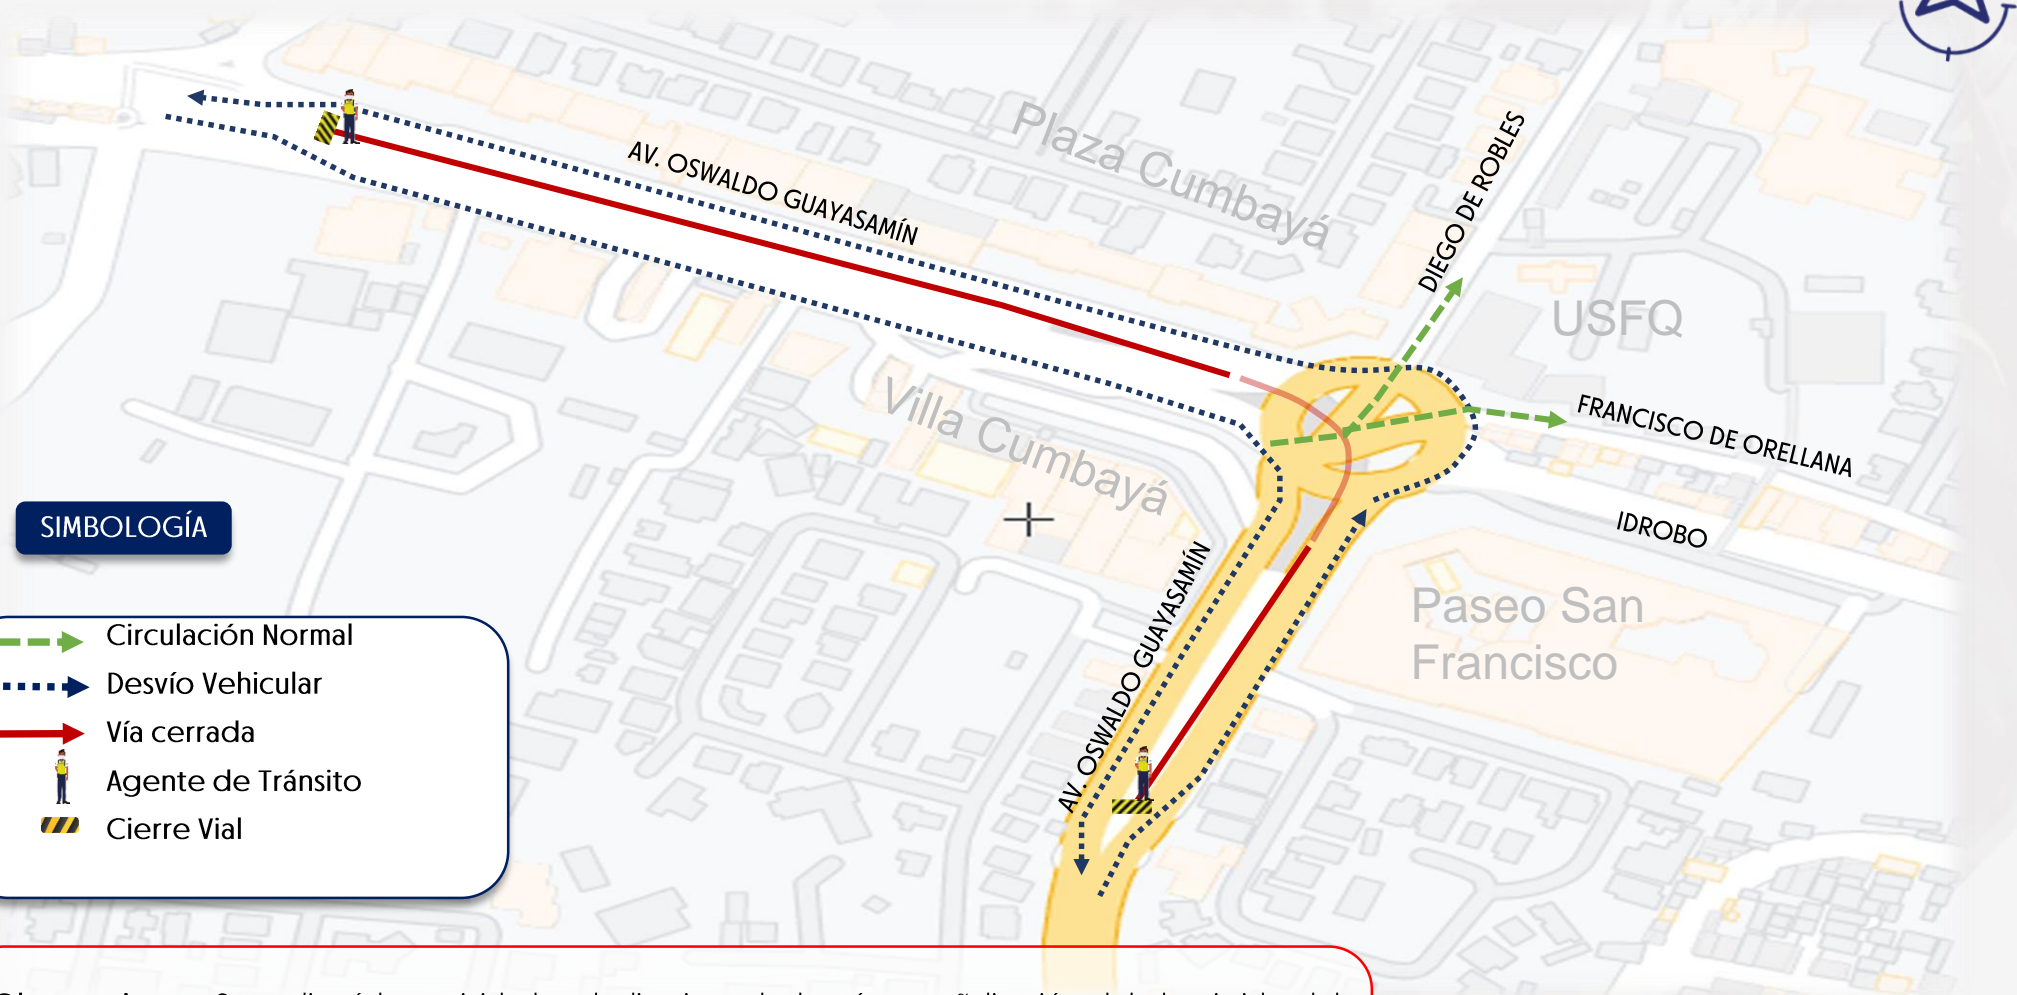 Plaza Cumbayá
AV. OSWALDO GUAYASAMÍN
DIEGO DE ROBLES
USFQ
FRANCISCO DE ORELLANA
Villa Cumbayá
IDROBO
AV. OSWALDO GUAYASAMÍN
Paseo San
Francisco
SIMBOLOGÍA
Circulación Normal
Desvío Vehicular
Vía cerrada
Agente de Tránsito
Cierre Vial